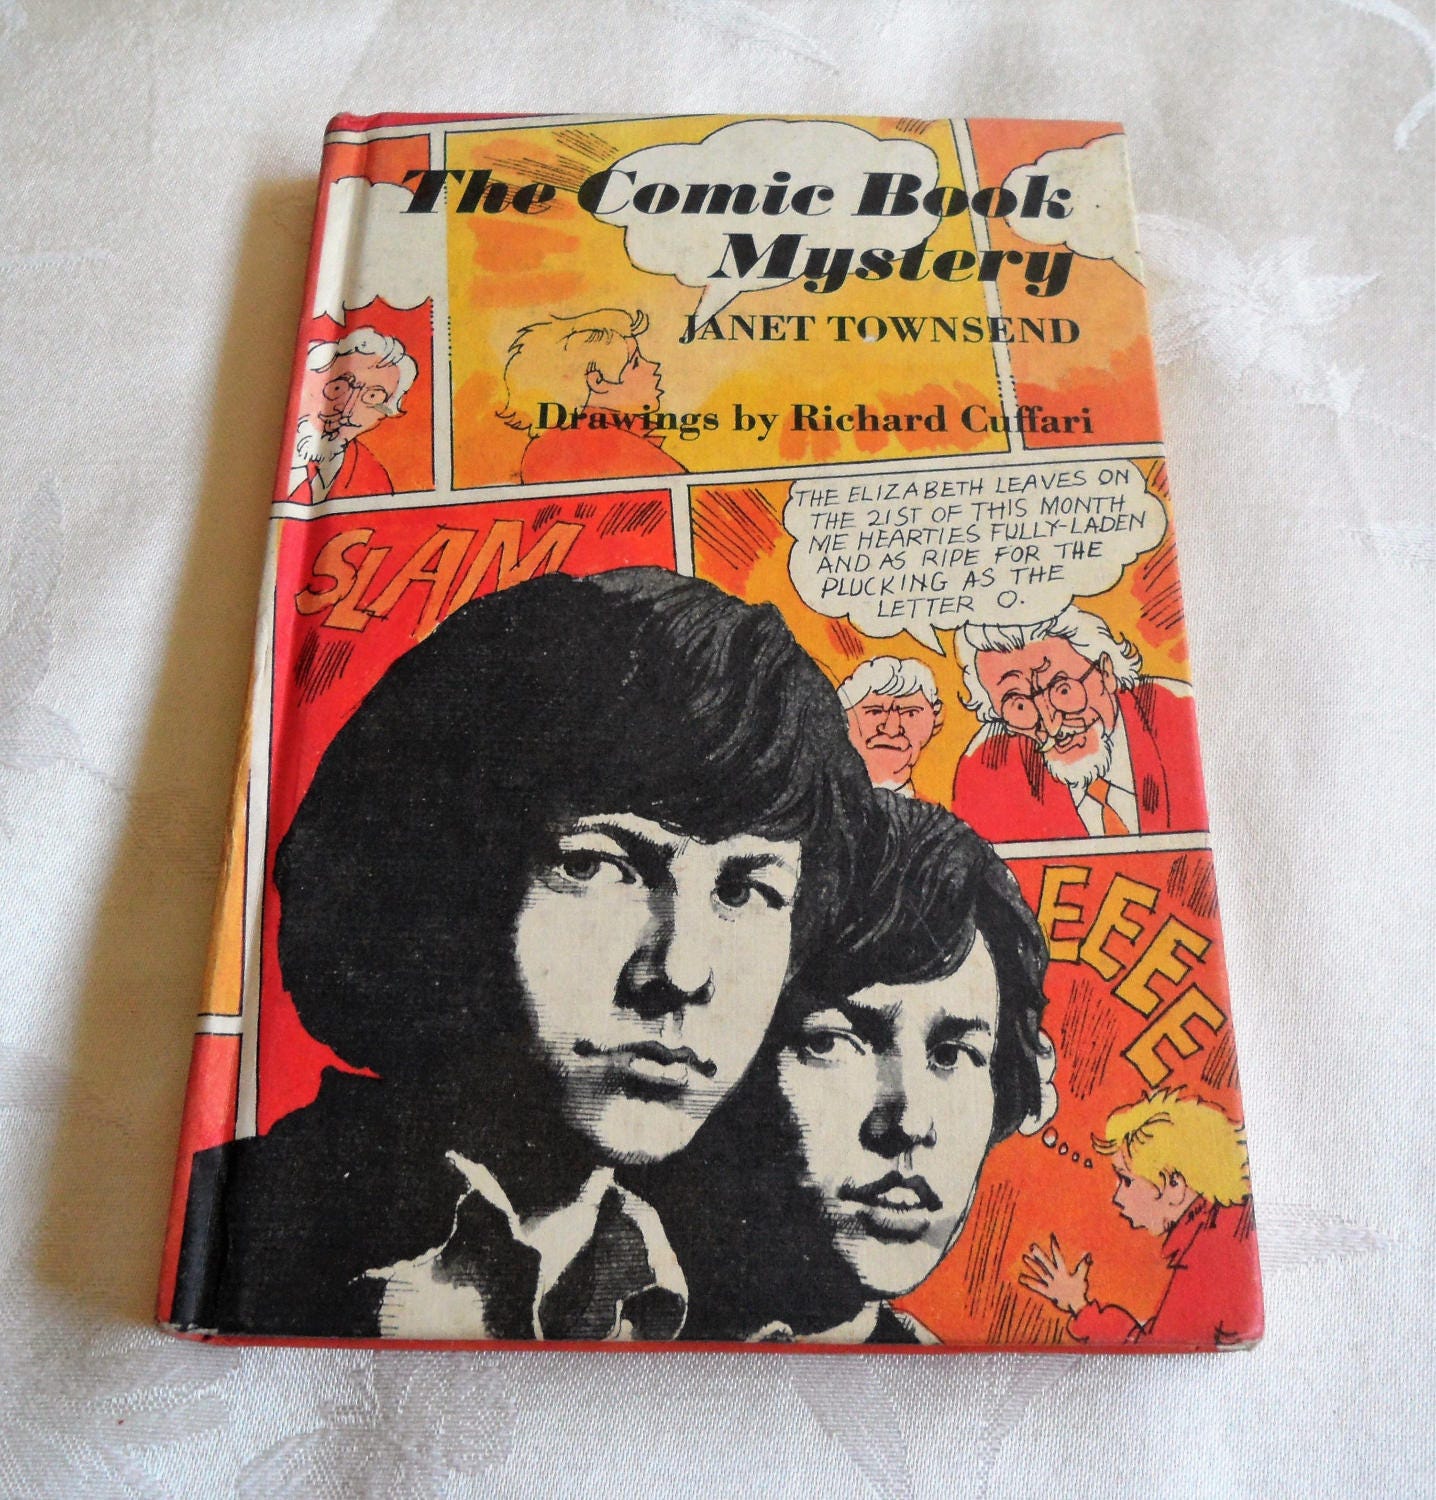 The Comic Book
Mystery
JANET TOWNSEND
Drawings by Richard Cuffari
SLAM
THE ELIZABETH LEAVES ON
THE 21ST OF THIS MONTH
ME HEARTIES FULLY-LADEN
AND AS RIPE FOR THE
PLUCKING AS THE
LETTER O.
EEEEE